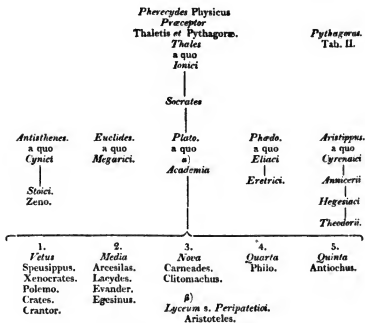 Pherecydes Physicus
Præceptor
Thaletis et Pythagoræ.
Thales
a quo
Ionici
Pythagoras.
Tab. II.
Socrates
Antisthenes.
a quo
Cynici
Stoici.
Zeno.
Euclides.
a quo
Megarici.
Plato.
a quo
α)
Academia
Phædo.
a quo
Eliaci
Eretrici.
Aristippus.
a quo
Cyrenaici
Annicerii
Hegesiaci
Theodorii.
1.
Vetus
Speusippus.
Xenocrates.
Polemo.
Crates.
Crantor.
2.
Media
Arcesilas.
Lacydes.
Evander.
Egesinus.
3.
Nova
Carneades.
Clitomachus.
4.
Quarta
Philo.
5.
Quinta
Antiochus.
β)
Lyceum s. Peripatetici.
Aristoteles.